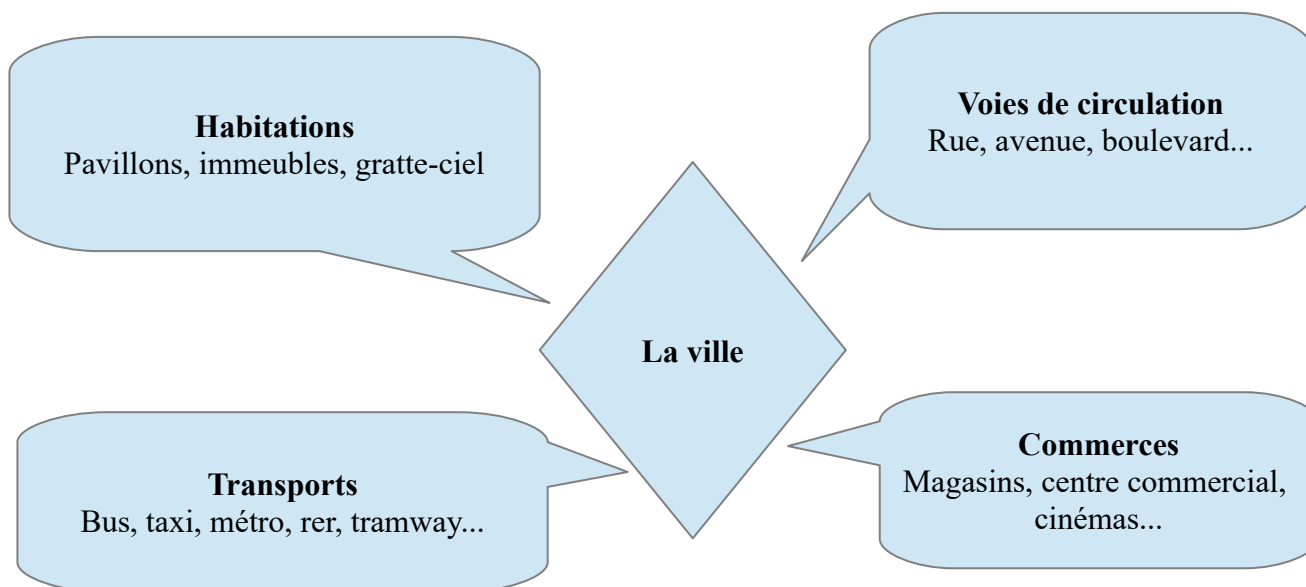 Habitations
Pavillons, immeubles, gratte-ciel
Voies de circulation
Rue, avenue, boulevard...
La ville
Transports
Bus, taxi, métro, rer, tramway...
Commerces
Magasins, centre commercial,
cinémas...